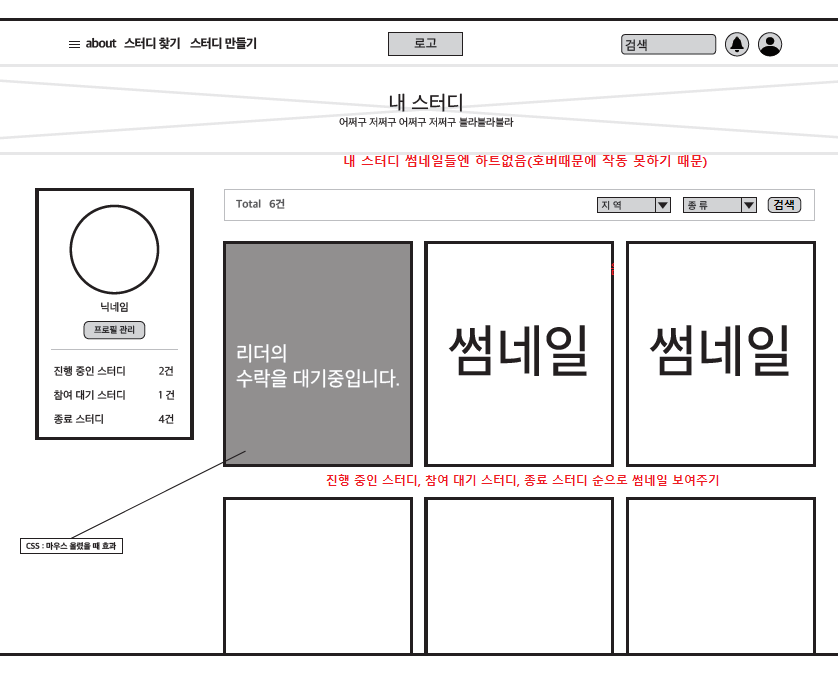 about 스터디 찾기 스터디 만들기
로고
검색
내 스터디
어쩌구 저쩌구 어쩌구 저쩌구 블라블라블라
내 스터디 썸네일들엔 하트없음(호버때문에 작동 못하기 때문)
닉네임
프로필 관리
진행 중인 스터디 2건
참여 대기 스터디 1 건
종료 스터디 4건
Total 6건
지역
종류
검색
리더의
수락을 대기중입니다.
썸네일
썸네일
진행 중인 스터디, 참여 대기 스터디, 종료 스터디 순으로 썸네일 보여주기
CSS : 마우스 올렸을 때 효과